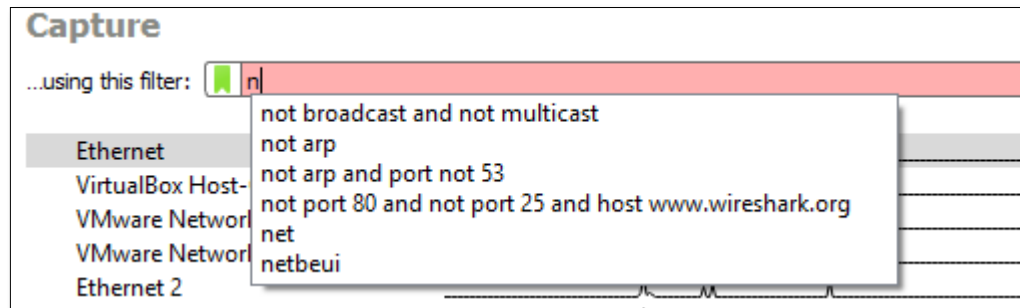 Capture
...using this filter: n
not broadcast and not multicast
Ethernet
not arp
VirtualBox Host-
not arp and port not 53
VMware Networl
not port 80 and not port 25 and host www.wireshark.org
VMware Networl
net
Ethernet 2
netbeui